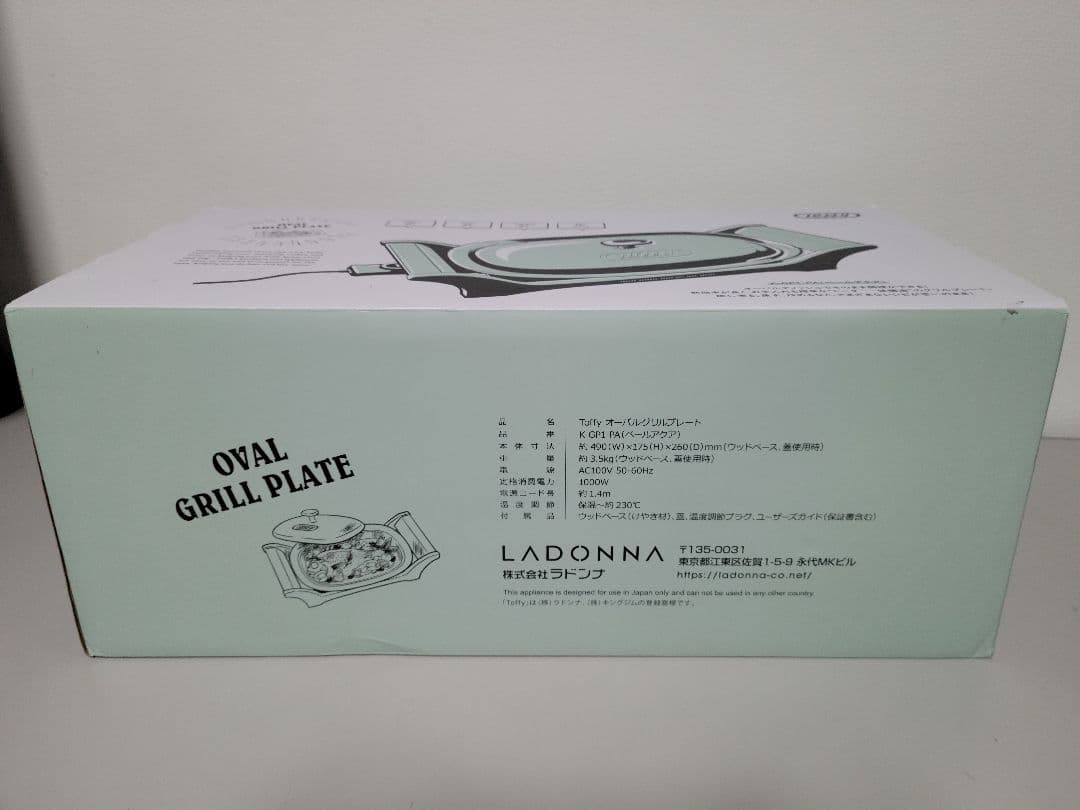 OVAL
GRILL PLATE
Toffy
OVAL
GRILL PLATE
品名 Toffy オーバルグリルプレート
品番 K-GP1-PA(ペールアクア)
本体寸法 約490(W)×175(H)×260(D)mm(ウッドベース、蓋使用時)
重量 約3.5kg(ウッドベース、蓋使用時)
電源 AC100V 50-60Hz
定格消費電力 1000W
電源コード長 約1.4m
温度調節 保温〜約230℃
付属品 ウッドベース(けやき材)、蓋、温度調節プラグ、ユーザーズガイド(保証書含む)
LADONNA
株式会社ラドンナ
〒135-0031
東京都江東区佐賀1-5-9 永代MKビル
https://ladonna-co.net/
This appliance is designed for use in Japan only and can not be used in any other country.
「Toffy」は(株)ラドンナ、(株)キングジムの登録商標です。